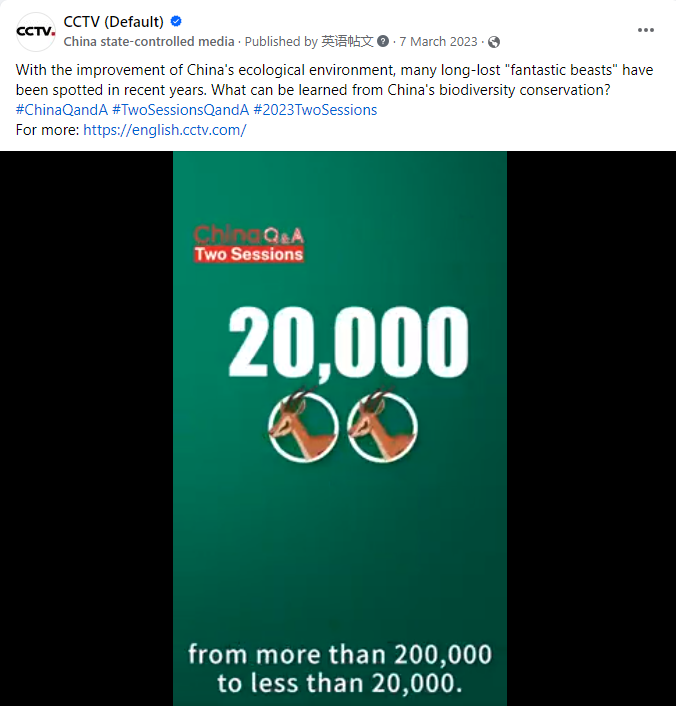 CCTV.
CCTV (Default)
China state-controlled media · Published by 英语帖文 · 7 March 2023 ·
With the improvement of China's ecological environment, many long-lost "fantastic beasts" have
been spotted in recent years. What can be learned from China's biodiversity conservation?
#ChinaQandA #TwoSessionsQandA #2023TwoSessions
For more: https://english.cctv.com/
China Q&A
Two Sessions
20,000
from more than 200,000
to less than 20,000.